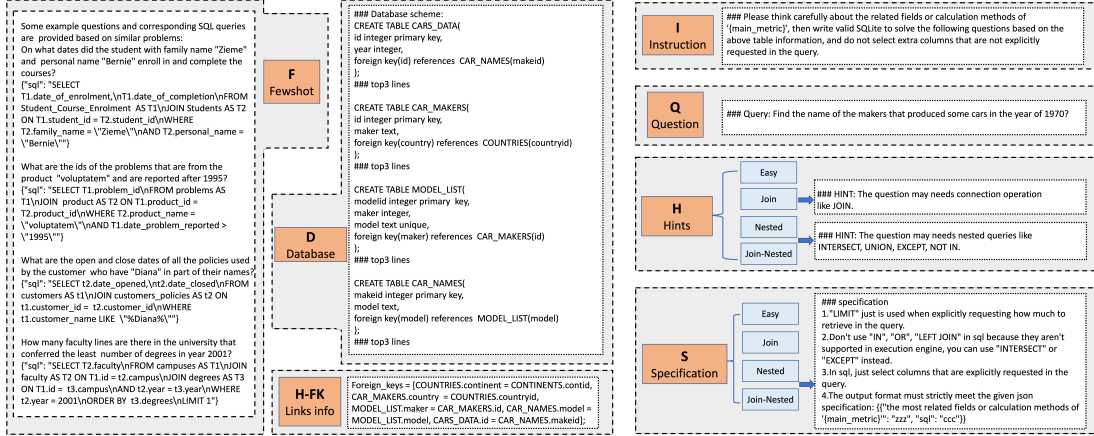 Some example questions and corresponding SQL queries
are provided based on similar problems:
On what dates did the student with family name "Zieme"
and personal name "Bernie" enroll in and complete the
courses?
{"sql": "SELECT
T1.date_of_enrolment,\nT1.date_of_completion\nFROM
Student_Course_Enrolment AS T1\nJOIN Students AS T2
ON T1.student_id = T2.student_id\nWHERE
T2.family_name = \"Zieme\"\nAND T2.personal_name =
\"Bernie\""}
What are the ids of the problems that are from the
product "voluptatem" and are reported after 1995?
{"sql": "SELECT T1.problem_id\nFROM problems AS
T1\nJOIN product AS T2 ON T1.product_id =
T2.product_id\nWHERE T2.product_name =
\"voluptatem\"\nAND T1.date_problem_reported >
\"1995\""}
What are the open and close dates of all the policies used
by the customer who have "Diana" in part of their names?
{"sql": "SELECT t2.date_opened,\nt2.date_closed\nFROM
customers AS t1\nJOIN customers_policies AS t2 ON
t1.customer_id = t2.customer_id\nWHERE
t1.customer_name LIKE \"%Diana%\""}
How many faculty lines are there in the university that
conferred the least number of degrees in year 2001?
{"sql": "SELECT T2.faculty\nFROM campuses AS T1\nJOIN
faculty AS T2 ON T1.id = t2.campus\nJOIN degrees AS T3
ON T1.id = t3.campus\nAND t2.year = t3.year\nWHERE
t2.year = 2001\nORDER BY t3.degrees\nLIMIT 1"}
F
Fewshot
D
Database
### Database scheme:
CREATE TABLE CARS_DATA(
id integer primary key,
year integer,
foreign key(id) references CAR_NAMES(makeid)
);
### top3 lines
CREATE TABLE CAR_MAKERS(
id integer primary key,
maker text,
foreign key(country) references COUNTRIES(countryid)
);
### top3 lines
CREATE TABLE MODEL_LIST(
modelid integer primary key,
maker integer,
model text unique,
foreign key(maker) references CAR_MAKERS(id)
);
### top3 lines
CREATE TABLE CAR_NAMES(
makeid integer primary key,
model text,
foreign key(model) references MODEL_LIST(model)
);
### top3 lines
H-FK
Links info
Foreign_keys = [COUNTRIES.continent = CONTINENTS.contid,
CAR_MAKERS.country = COUNTRIES.countryid,
MODEL_LIST.maker = CAR_MAKERS.id, CAR_NAMES.model =
MODEL_LIST.model, CARS_DATA.id = CAR_NAMES.makeid];
I
Instruction
### Please think carefully about the related fields or calculation methods of
'{main_metric}', then write valid SQLite to solve the following questions based on the
above table information, and do not select extra columns that are not explicitly
requested in the query.
Q
Question
### Query: Find the name of the makers that produced some cars in the year of 1970?
H
Hints
Easy
Join
Nested
Join-Nested
### HINT: The question may needs connection operation
like JOIN.
### HINT: The question may needs nested queries like
INTERSECT, UNION, EXCEPT, NOT IN.
S
Specification
Easy
Join
Nested
Join-Nested
### specification
1."LIMIT" just is used when explicitly requesting how much to
retrieve in the query.
2.Don't use "IN", "OR", "LEFT JOIN" in sql because they aren't
supported in execution engine, you can use "INTERSECT" or
"EXCEPT" instead.
3.In sql, just select columns that are explicitly requested in the
query.
4.The output format must strictly meet the given json
specification: {{"the most related fields or calculation methods of
'{main_metric}'": "zzz", "sql": "ccc"}}